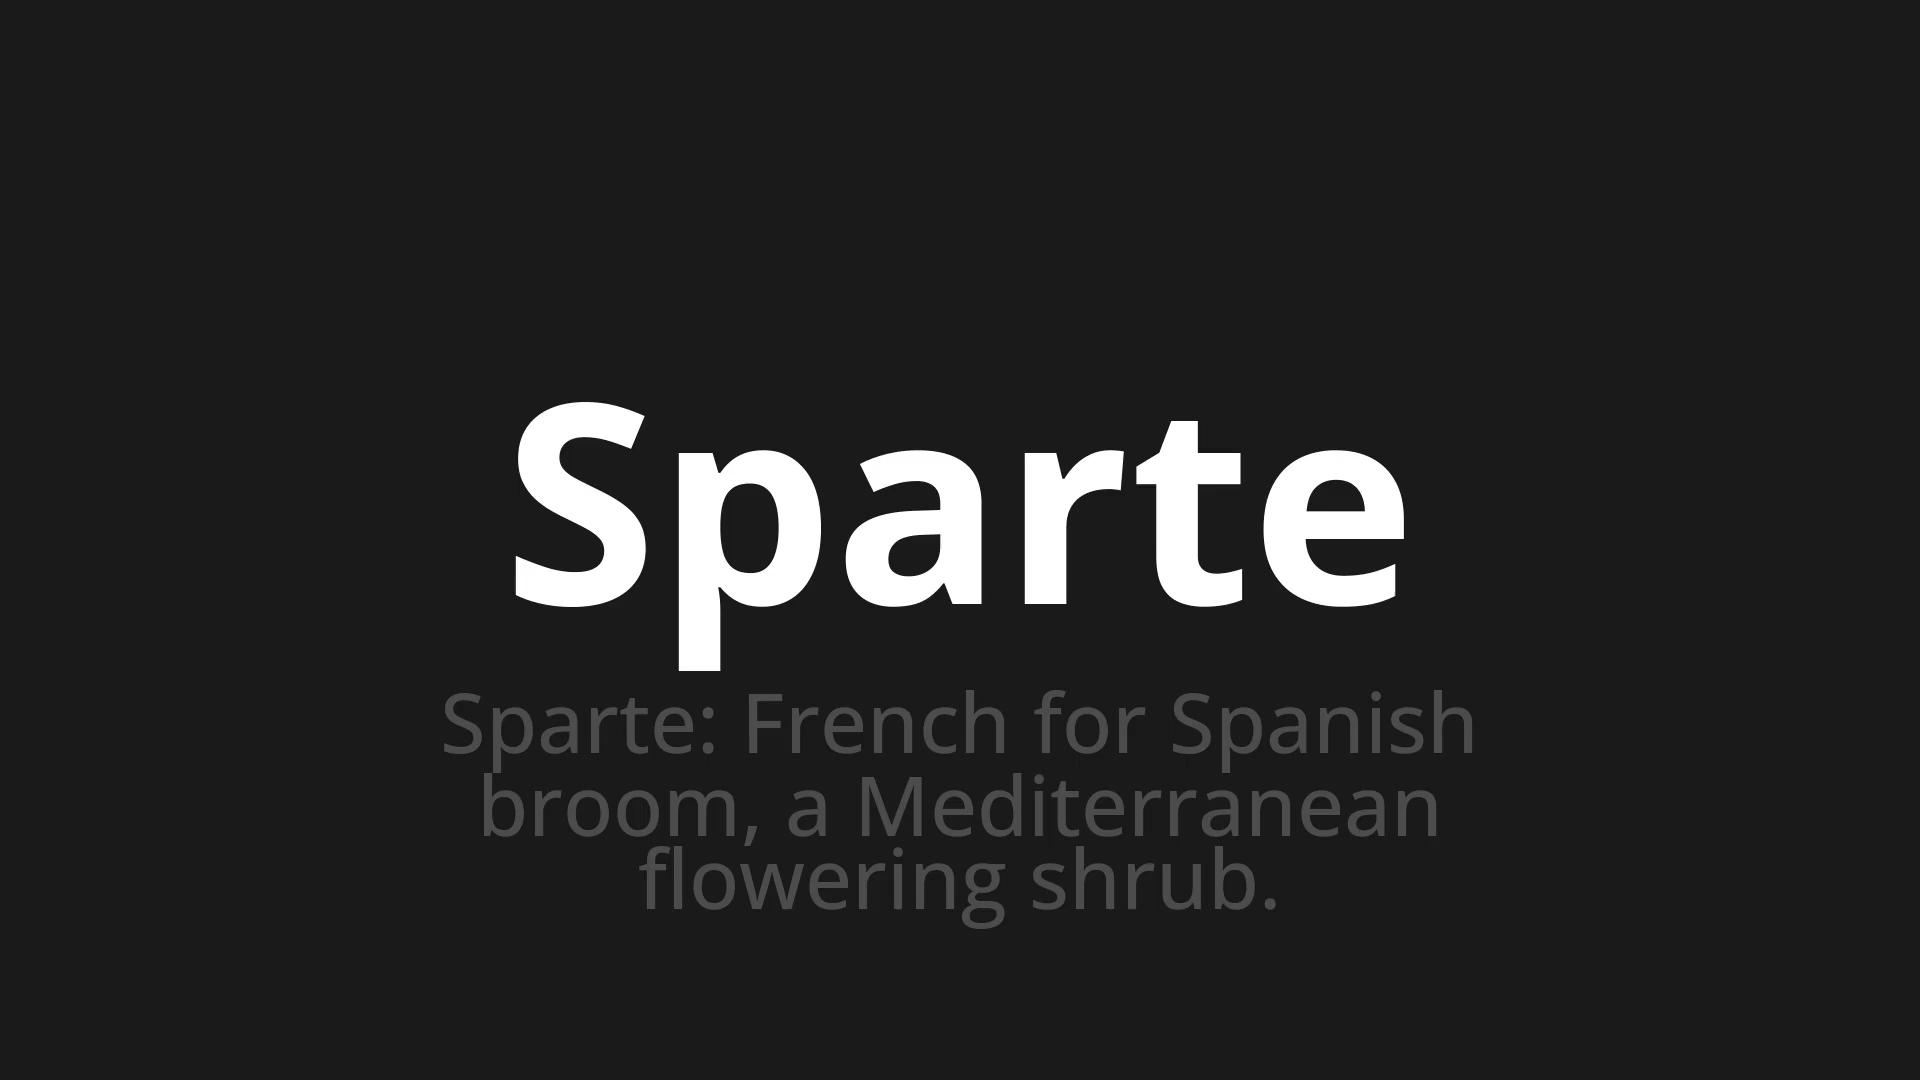 Sparte
Sparte: French for Spanish
broom, a Mediterranean
flowering shrub.